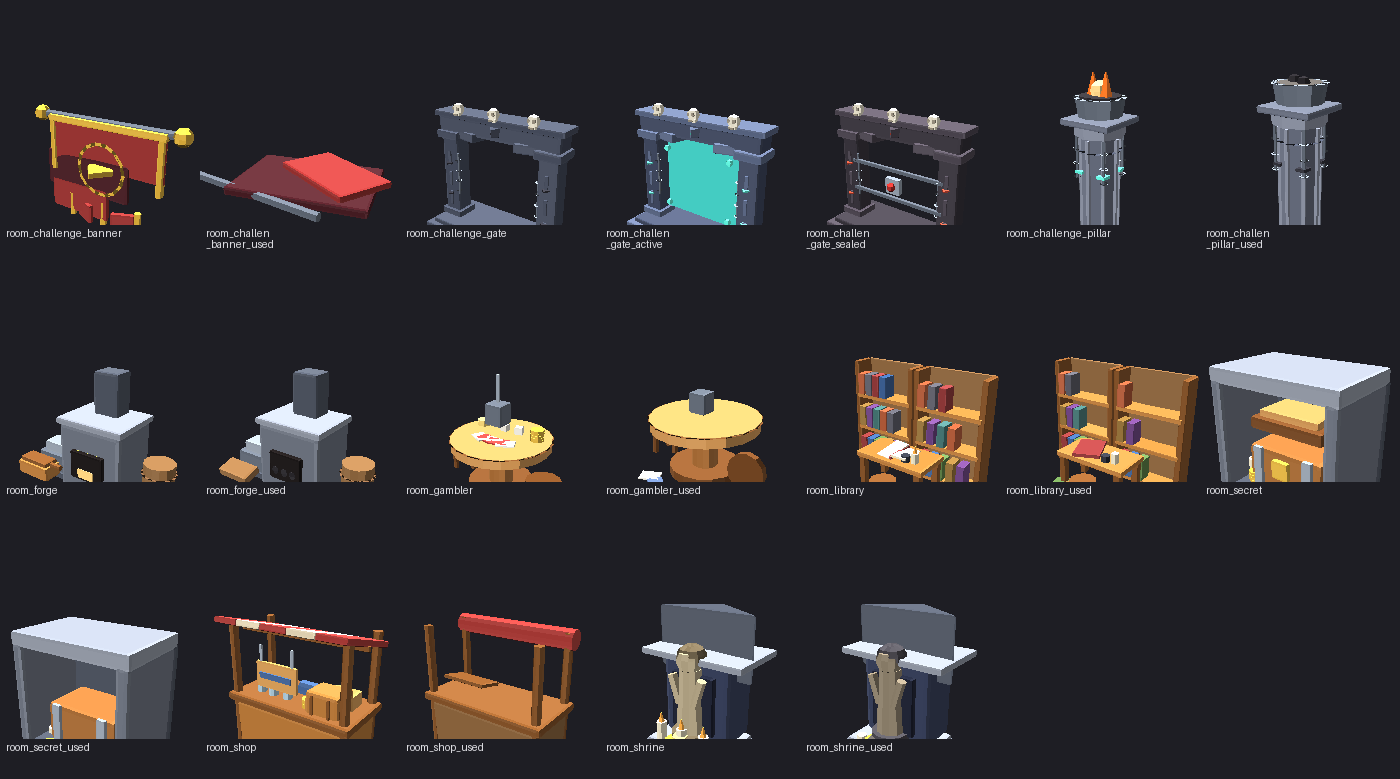 room_challenge_banner
room_challen
_banner_used
room_challenge_gate
room_challen
_gate_active
room_challen
_gate_sealed
room_challenge_pillar
room_challen
_pillar_used
room_forge
room_forge_used
room_gambler
room_gambler_used
room_library
room_library_used
room_secret
room_secret_used
room_shop
room_shop_used
room_shrine
room_shrine_used